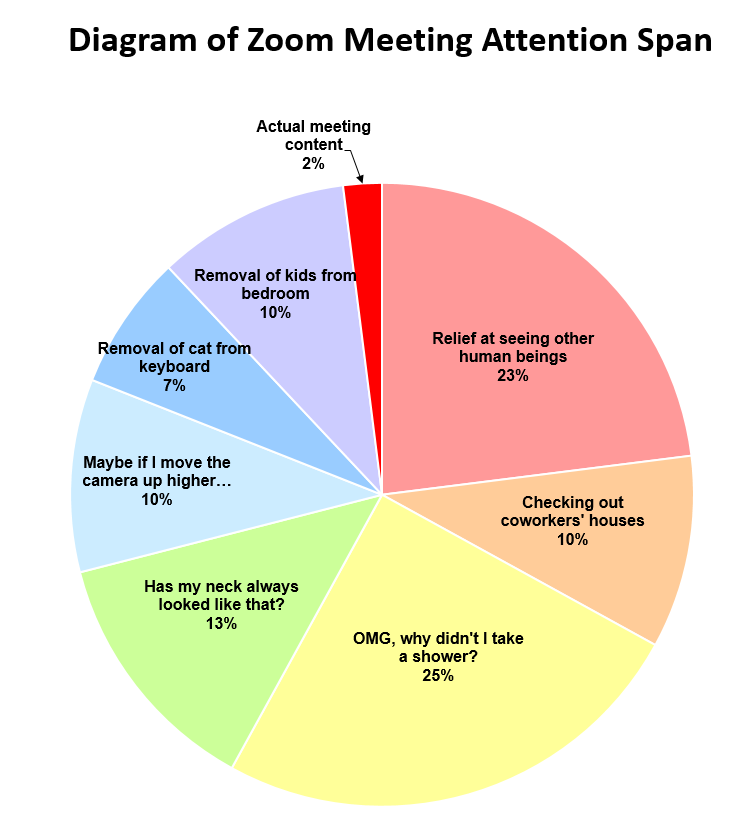 Diagram of Zoom Meeting Attention Span
Actual meeting
content
2%
Relief at seeing other
human beings
23%
Checking out
coworkers' houses
10%
OMG, why didn't I take
a shower?
25%
Has my neck always
looked like that?
13%
Maybe if I move the
camera up higher…
10%
Removal of cat from
keyboard
7%
Removal of kids from
bedroom
10%